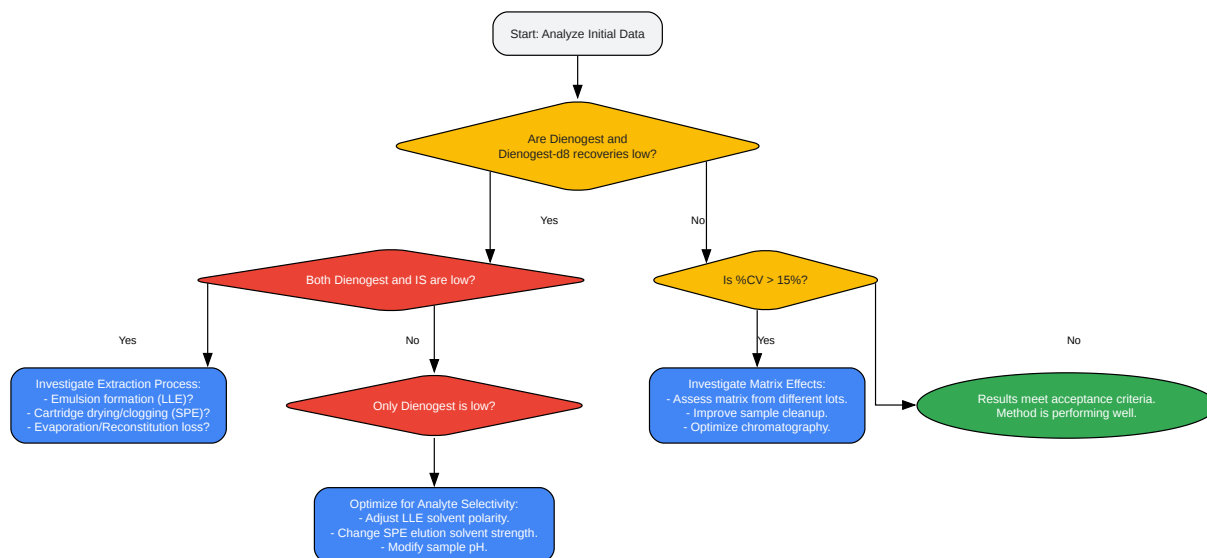 Start: Analyze Initial Data
Are Dienogest and
Dienogest-d8 recoveries low?
Yes
No
Both Dienogest and IS are low?
Is %CV > 15%?
Yes
No
Yes
No
Investigate Extraction Process:
- Emulsion formation (LLE)?
- Cartridge drying/clogging (SPE)?
- Evaporation/Reconstitution loss?
Only Dienogest is low?
Investigate Matrix Effects:
- Assess matrix from different lots.
- Improve sample cleanup.
- Optimize chromatography.
Results meet acceptance criteria.
Method is performing well.
Optimize for Analyte Selectivity:
- Adjust LLE solvent polarity.
- Change SPE elution solvent strength.
- Modify sample pH.